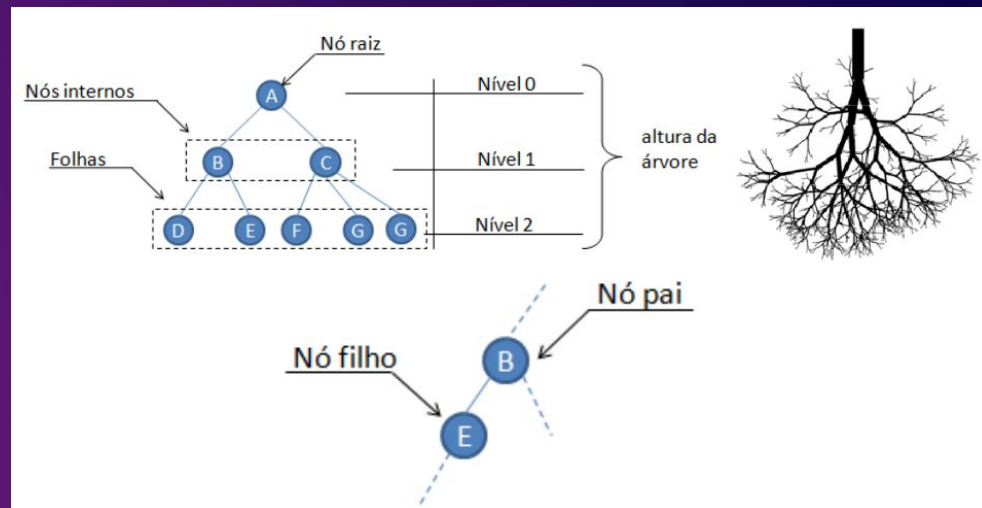 Nó raiz
A
Nível 0
Nós internos
B
C
Nível 1
altura da
árvore
Folhas
D
E
F
G
G
Nível 2
Nó pai
B
Nó filho
E